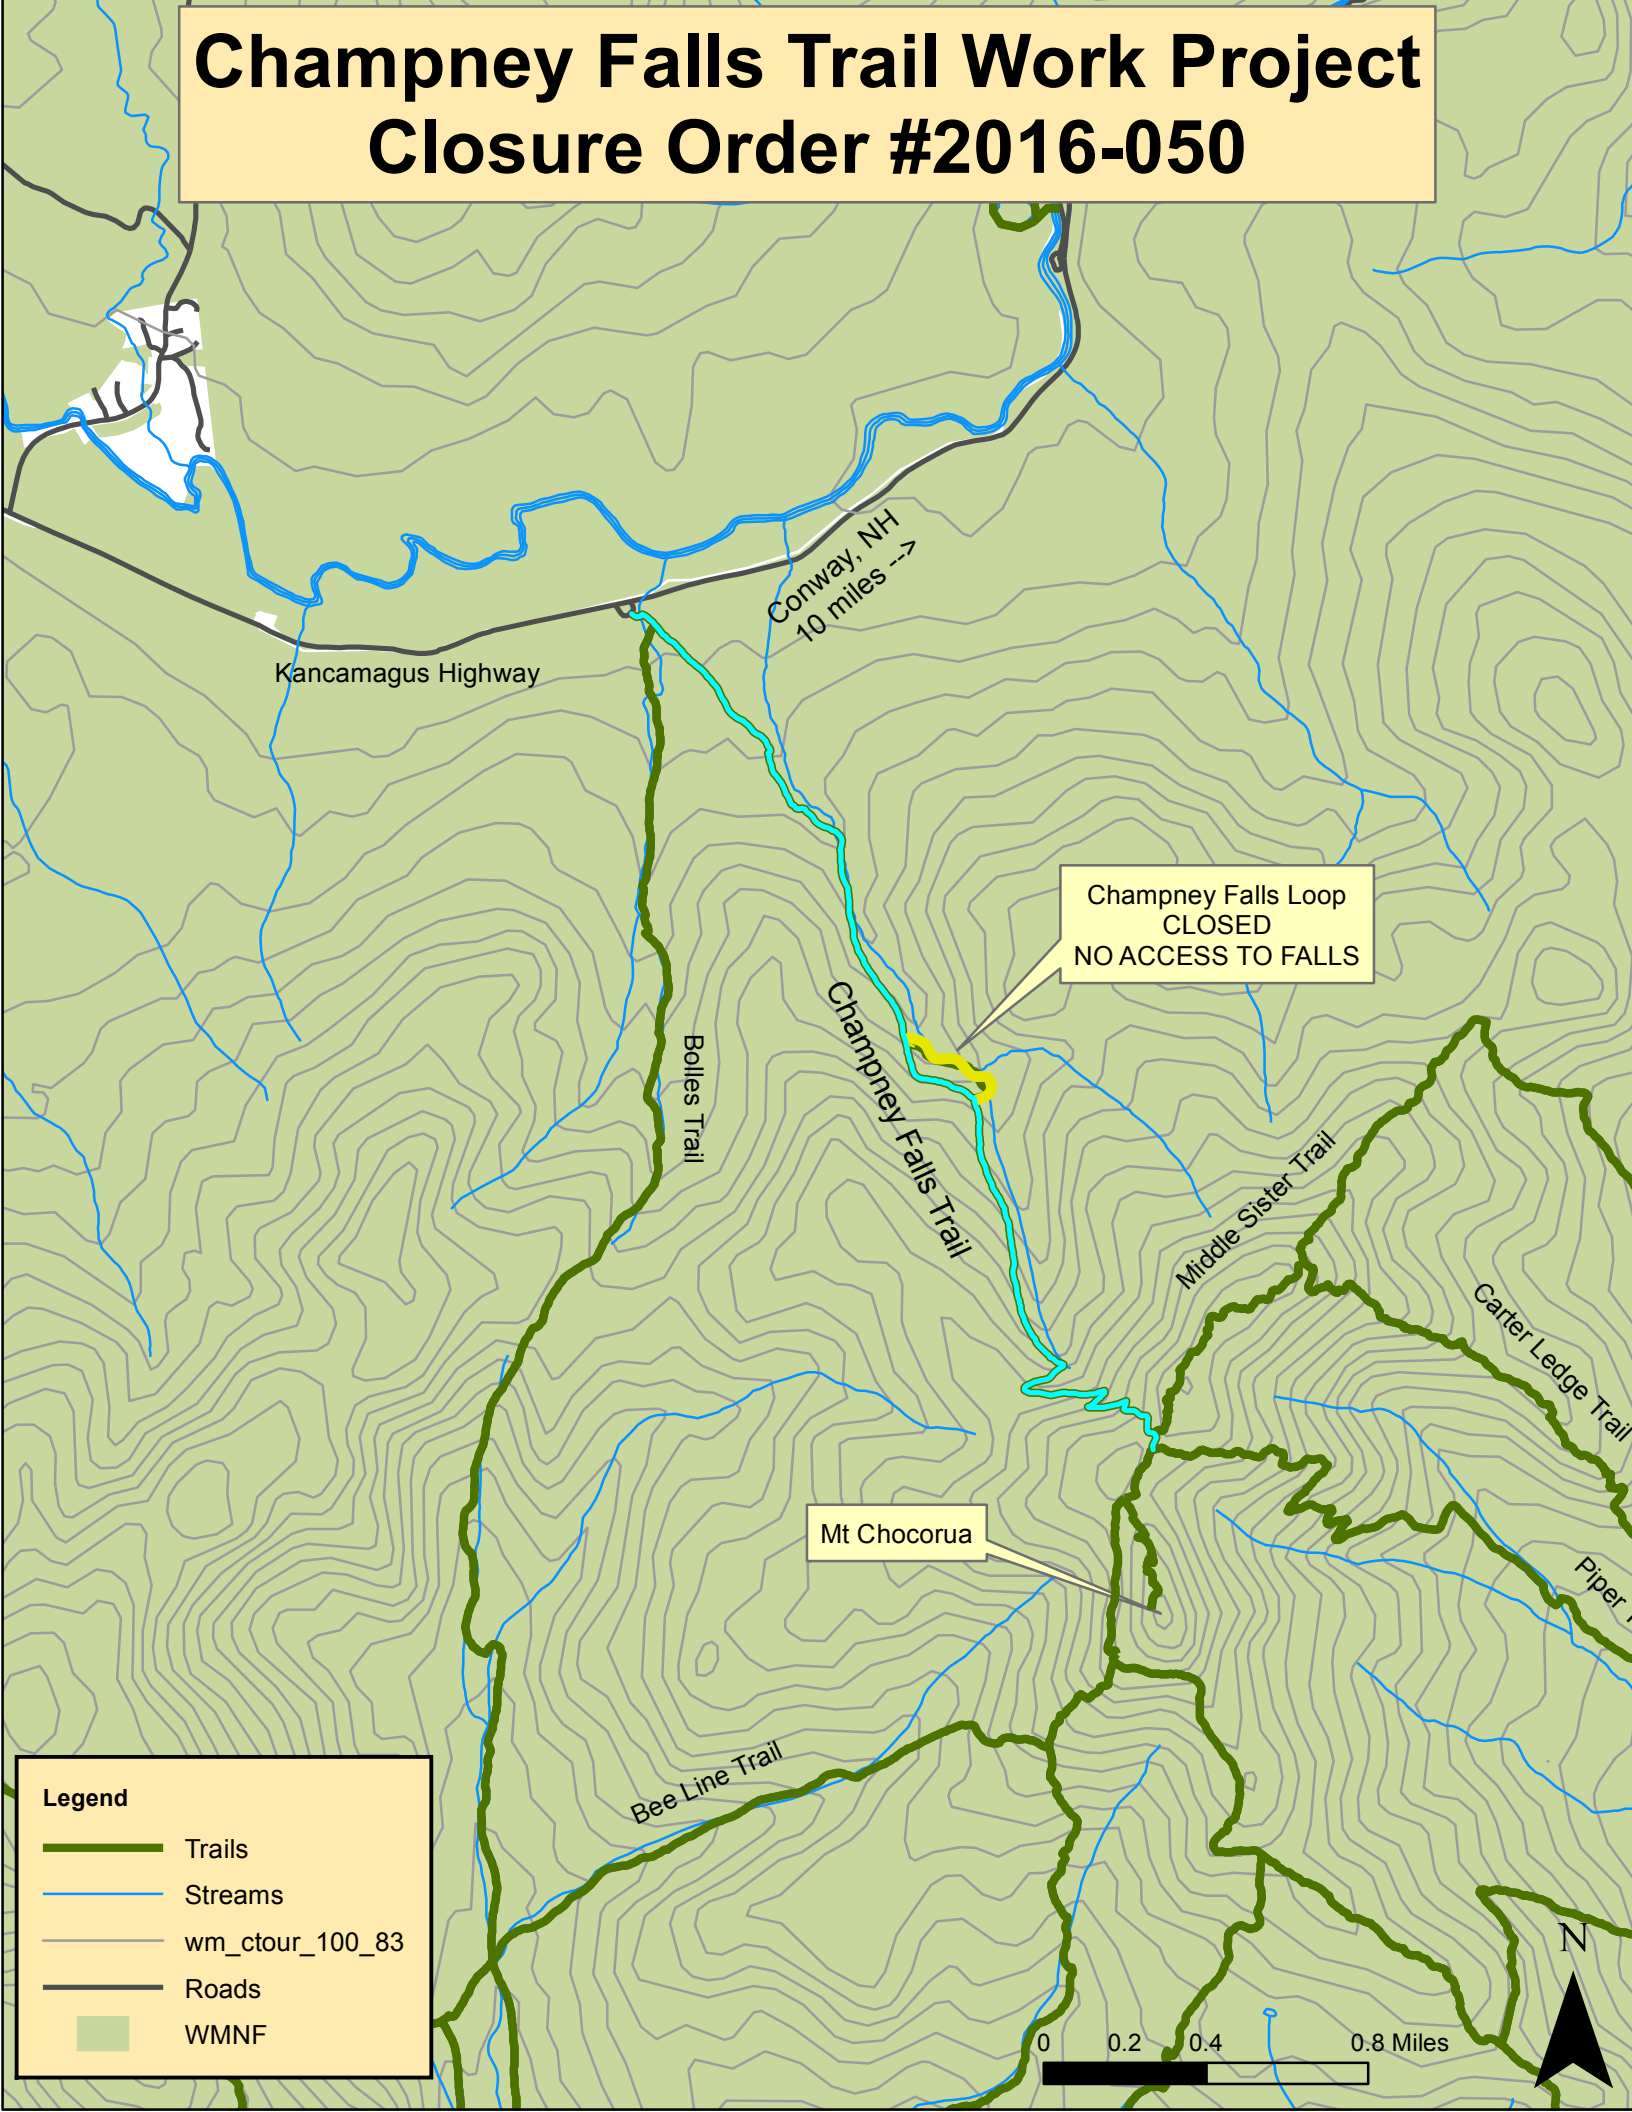 Champney Falls Trail Work Project
Closure Order #2016-050
Conway, NH
10 miles -->
Kancamagus Highway
Champney Falls Loop
CLOSED
NO ACCESS TO FALLS
Champney Falls Trail
Bolles Trail
Middle Sister Trail
Carter Ledge Trail
Mt Chocorua
Piper
Bee Line Trail
Legend
Trails
Streams
wm_ctour_100_83
Roads
WMNF
N
0 0.2 0.4 0.8 Miles